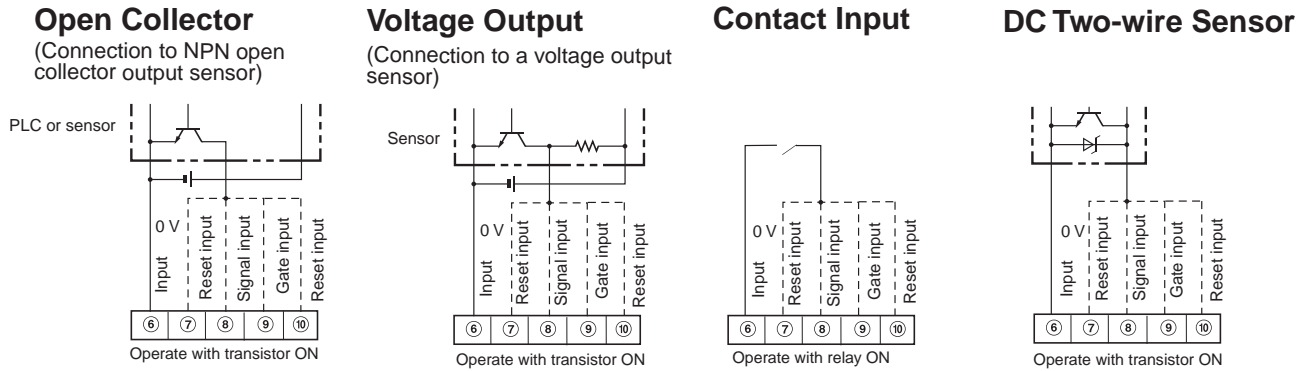 Open Collector
(Connection to NPN open
collector output sensor)
PLC or sensor
0 V
Input
Reset input
Signal input
Gate input
Reset input
⑥ ⑦ ⑧ ⑨ ⑩
Operate with transistor ON
Voltage Output
(Connection to a voltage output
sensor)
Sensor
0 V
Input
Reset input
Signal input
Gate input
Reset input
⑥ ⑦ ⑧ ⑨ ⑩
Operate with transistor ON
Contact Input
0 V
Input
Reset input
Signal input
Gate input
Reset input
⑥ ⑦ ⑧ ⑨ ⑩
Operate with relay ON
DC Two-wire Sensor
0 V
Input
Reset input
Signal input
Gate input
Reset input
⑥ ⑦ ⑧ ⑨ ⑩
Operate with transistor ON